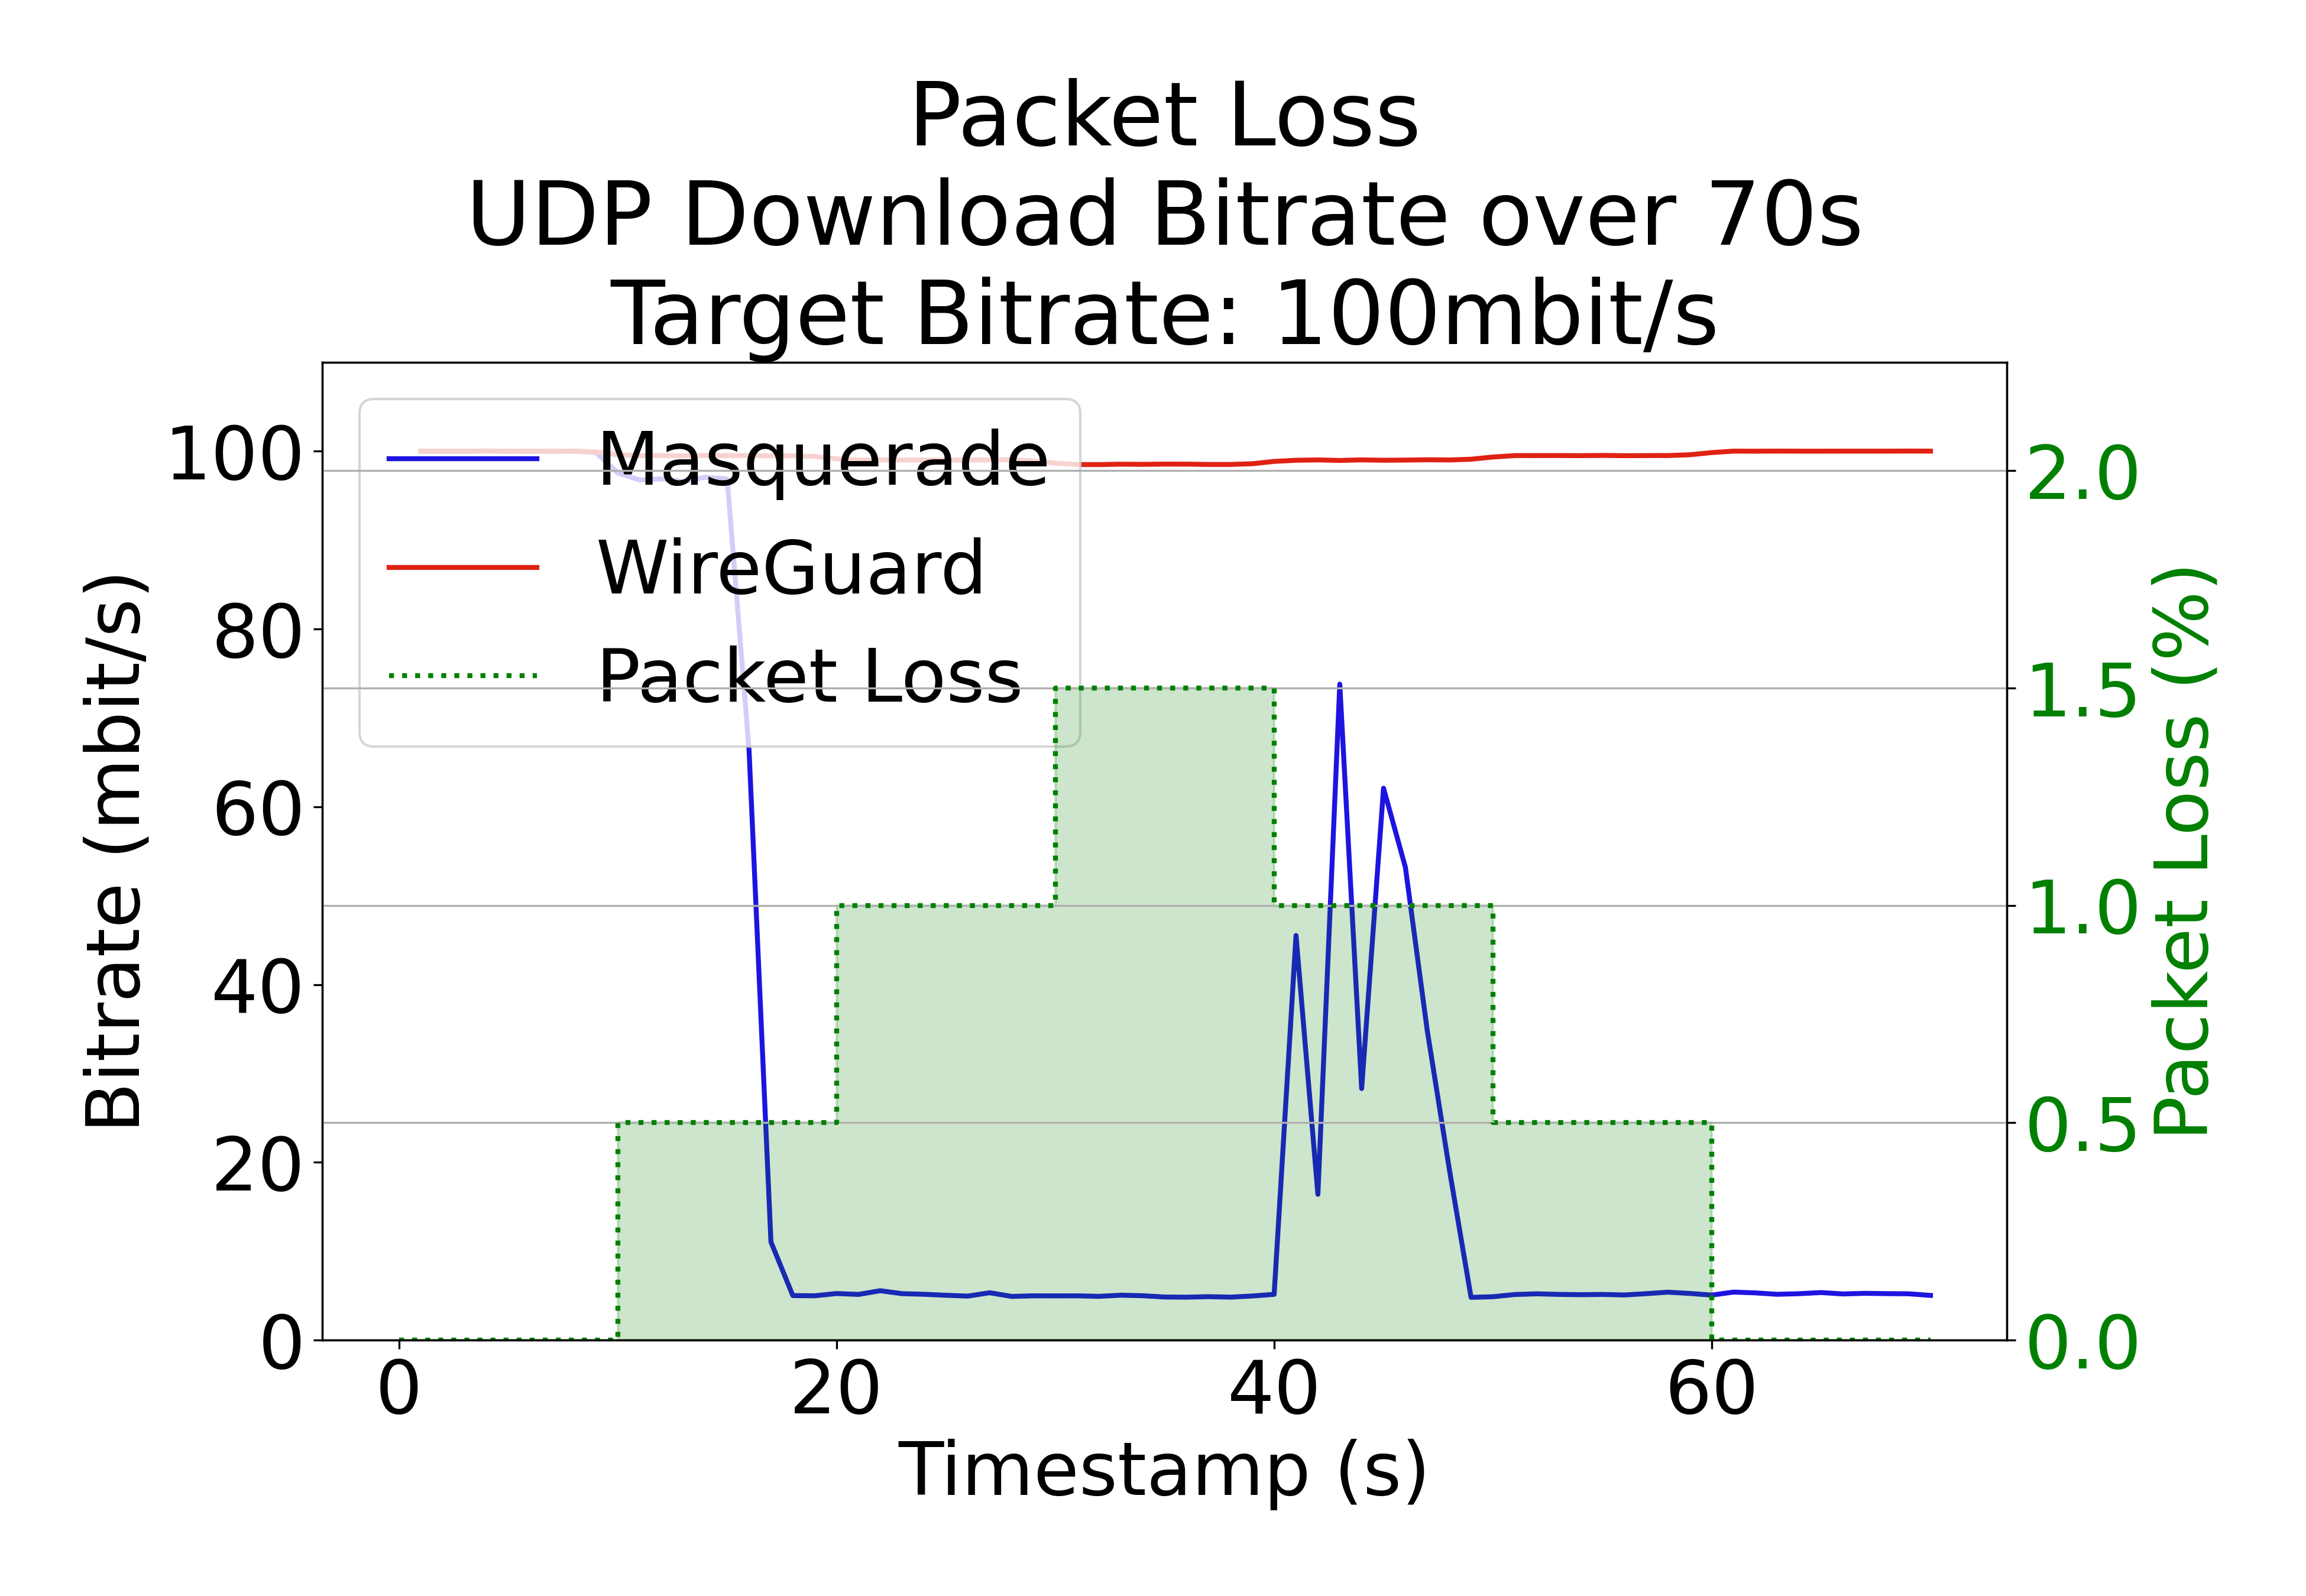 Packet Loss
UDP Download Bitrate over 70s
Target Bitrate: 100mbit/s
Masquerade
WireGuard
Packet Loss
Bitrate (mbit/s)
100
80
60
40
20
0
2.0
1.5
1.0
0.5
0.0
Packet Loss (%)
0 20 40 60
Timestamp (s)